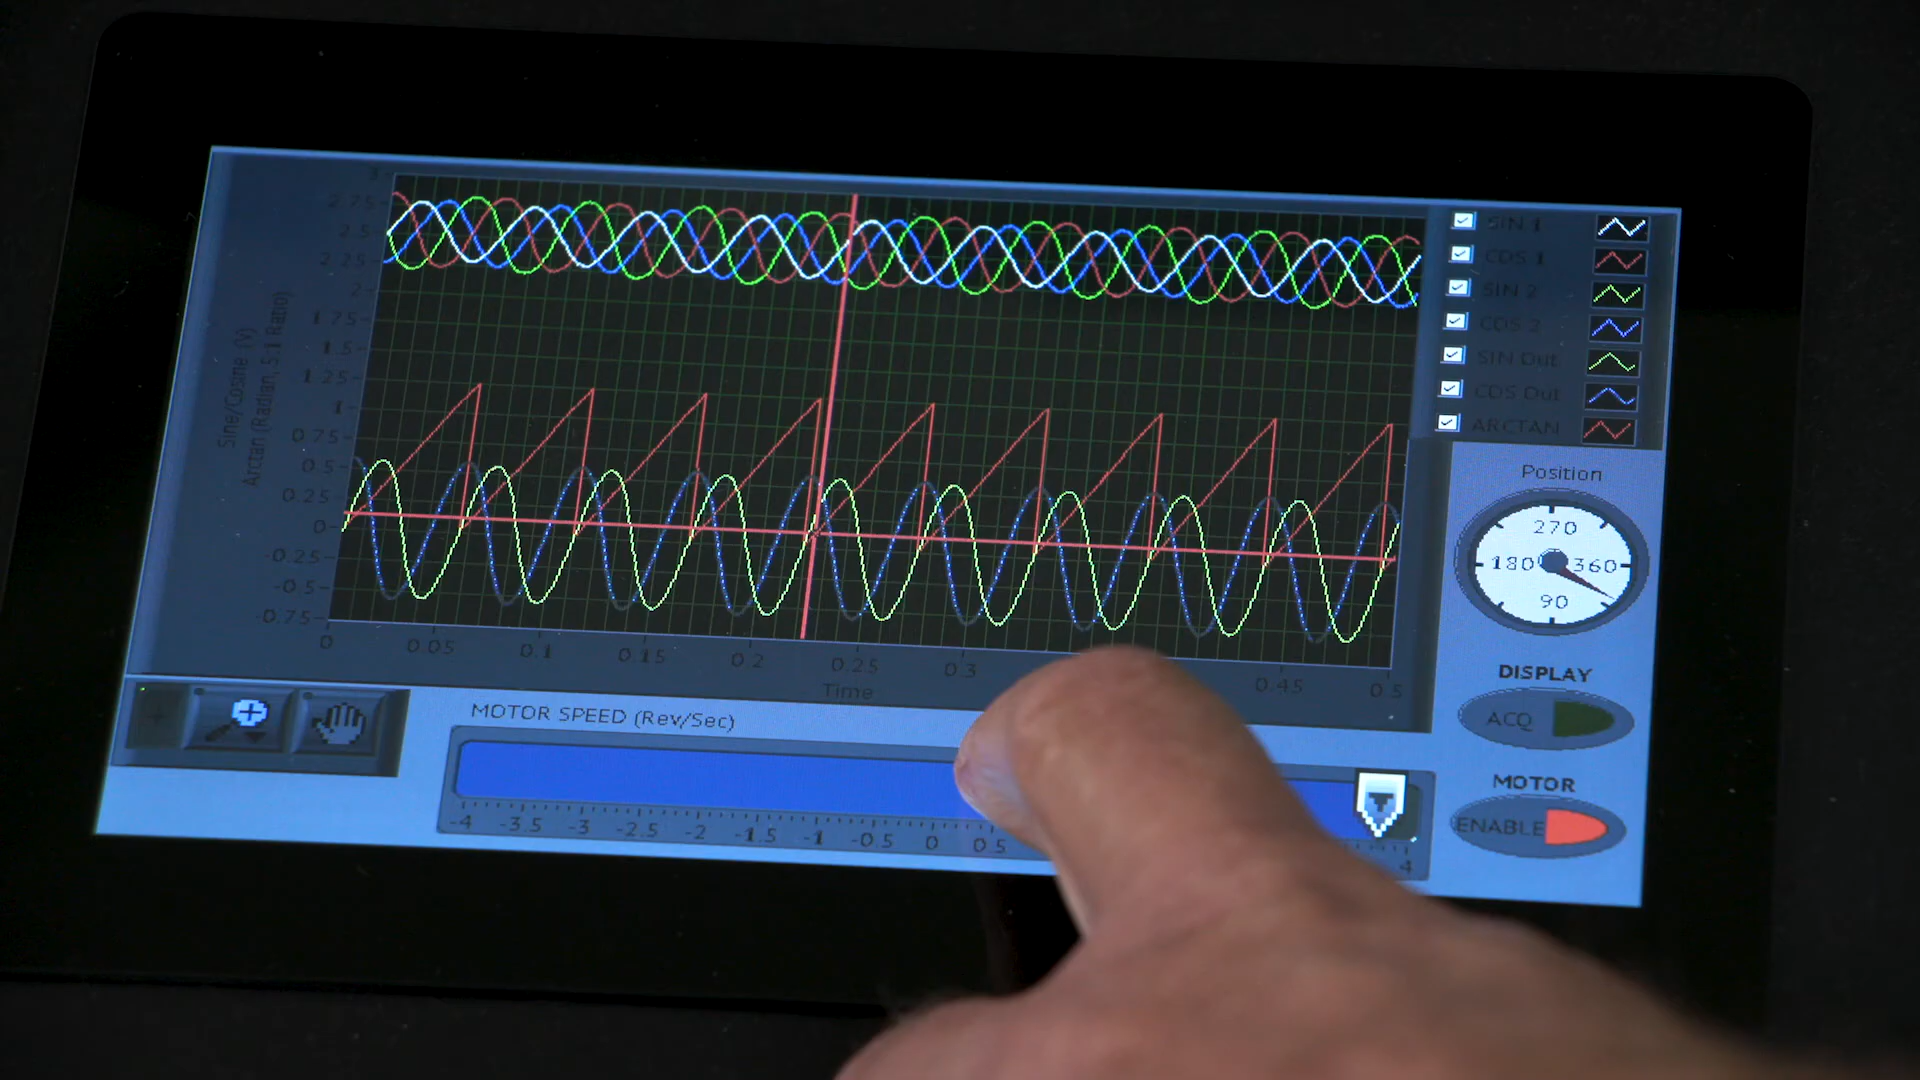 3
2.75
2.5
2.25
2
1.75
1.5
1.25
1
0.75
0.5
0.25
0
-0.25
-0.5
-0.75
Sine/Cosine (V)
Arctan (Radian, 5:1 Ratio)
0 0.05 0.1 0.15 0.2 0.25 0.3 0.45 0.5
Time
SIN 1
COS 1
SIN 2
COS 2
SIN Out
COS Out
ARCTAN
Position
270
180 360
90
DISPLAY
ACQ
MOTOR
ENABLE
MOTOR SPEED (Rev/Sec)
-4 -3.5 -3 -2.5 -2 -1.5 -1 -0.5 0 0.5 4